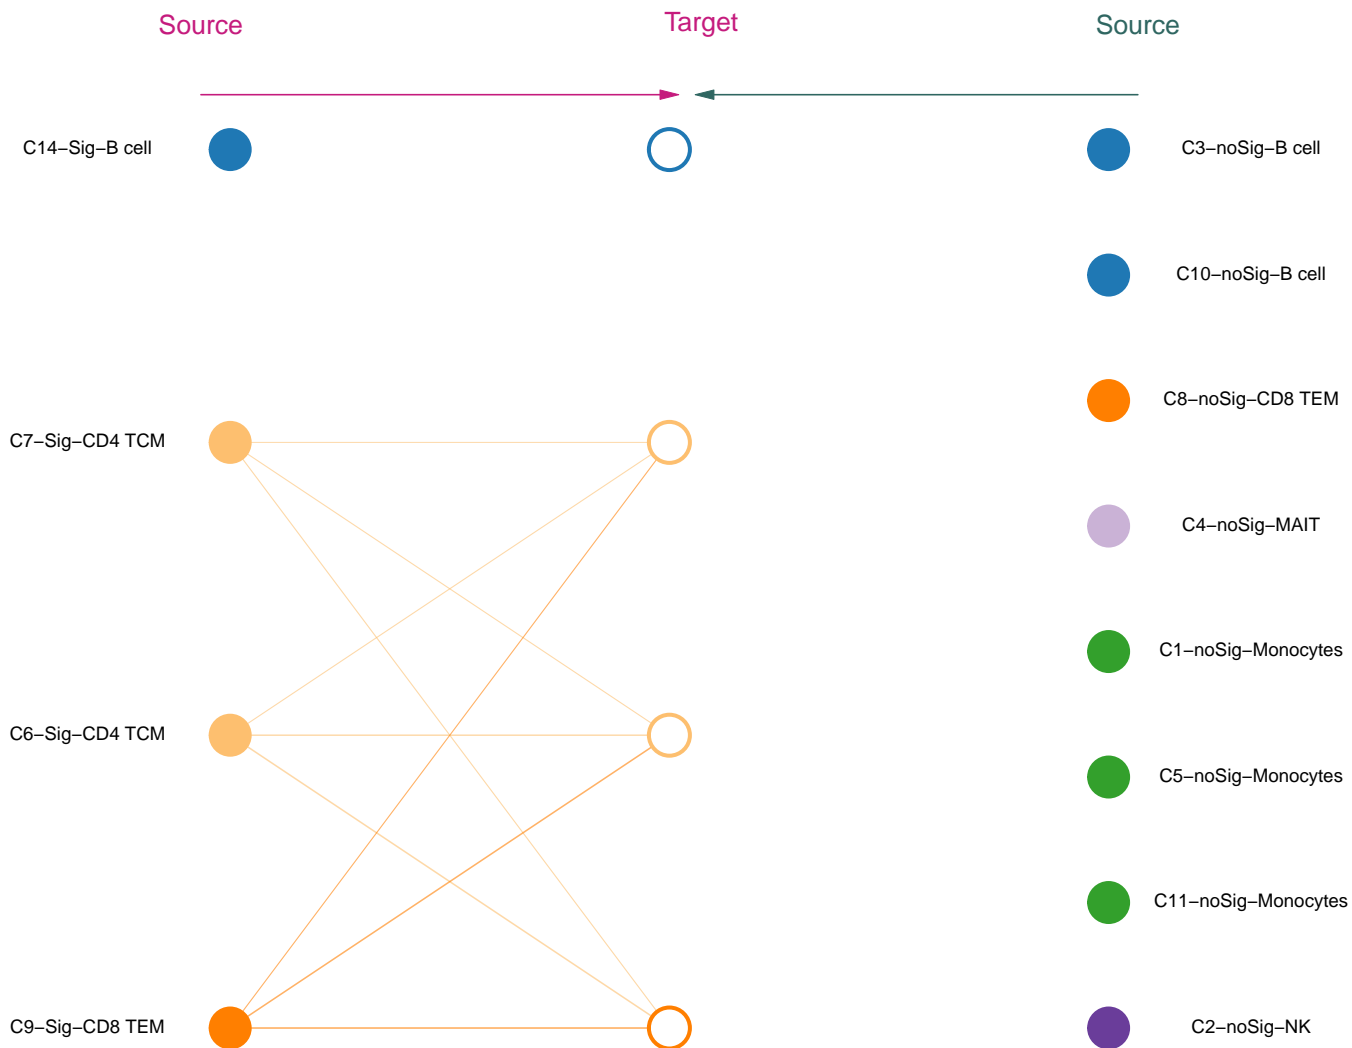 Source
Target
Source
C14−Sig−B cell
C3−noSig−B cell
C10−noSig−B cell
C8−noSig−CD8 TEM
C7−Sig−CD4 TCM
C4−noSig−MAIT
C1−noSig−Monocytes
C6−Sig−CD4 TCM
C5−noSig−Monocytes
C11−noSig−Monocytes
C9−Sig−CD8 TEM
C2−noSig−NK